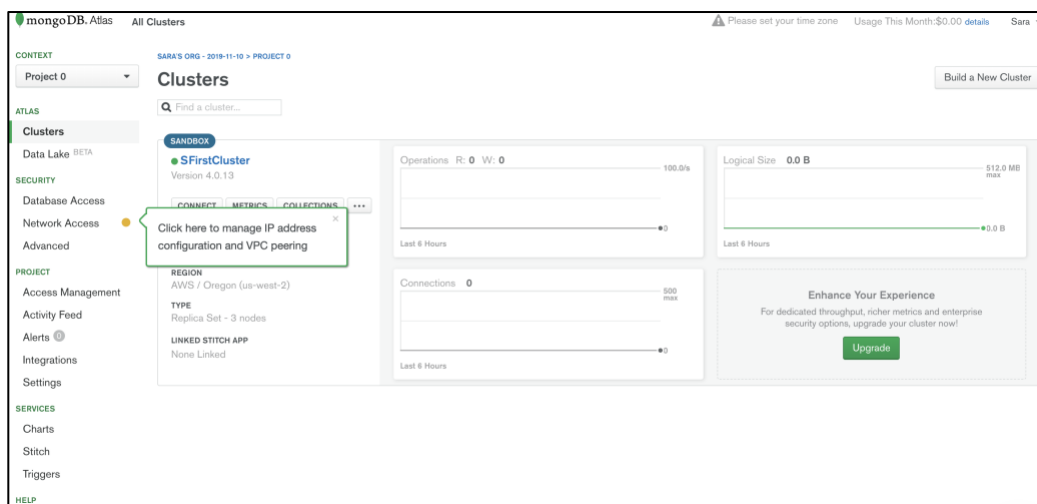 mongoDB. Atlas All Clusters Please set your time zone Usage This Month:$0.00 details Sara
CONTEXT
Project 0
ATLAS
Clusters
Data Lake BETA
SECURITY
Database Access
Network Access
Advanced
PROJECT
Access Management
Activity Feed
Alerts 0
Integrations
Settings
SERVICES
Charts
Stitch
Triggers
HELP
SARA'S ORG - 2019-11-10 > PROJECT 0
Clusters
Build a New Cluster
Find a cluster...
SANDBOX
SFirstCluster
Version 4.0.13
CONNECT METRICS COLLECTIONS ...
Click here to manage IP address
configuration and VPC peering
REGION
AWS / Oregon (us-west-2)
TYPE
Replica Set - 3 nodes
LINKED STITCH APP
None Linked
Operations R: 0 W: 0
100.0/s
0
Last 6 Hours
Logical Size 0.0 B
512.0 MB
max
0.0 B
Last 6 Hours
Connections 0
500
max
0
Last 6 Hours
Enhance Your Experience
For dedicated throughput, richer metrics and enterprise
security options, upgrade your cluster now!
Upgrade